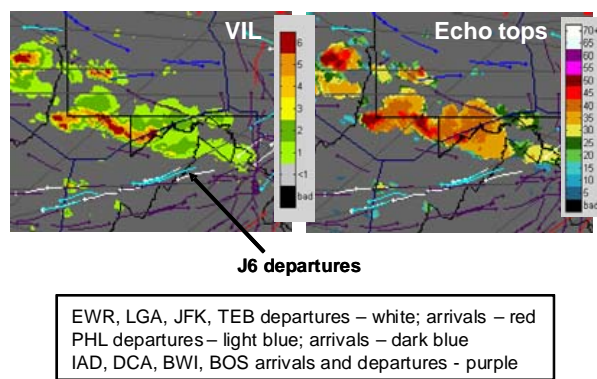 VIL
6
5
4
3
2
1
<1
bad
Echo tops
70+
65
60
55
50
45
40
35
30
25
20
15
10
5
bad
J6 departures
EWR, LGA, JFK, TEB departures – white; arrivals – red
PHL departures – light blue; arrivals – dark blue
IAD, DCA, BWI, BOS arrivals and departures - purple